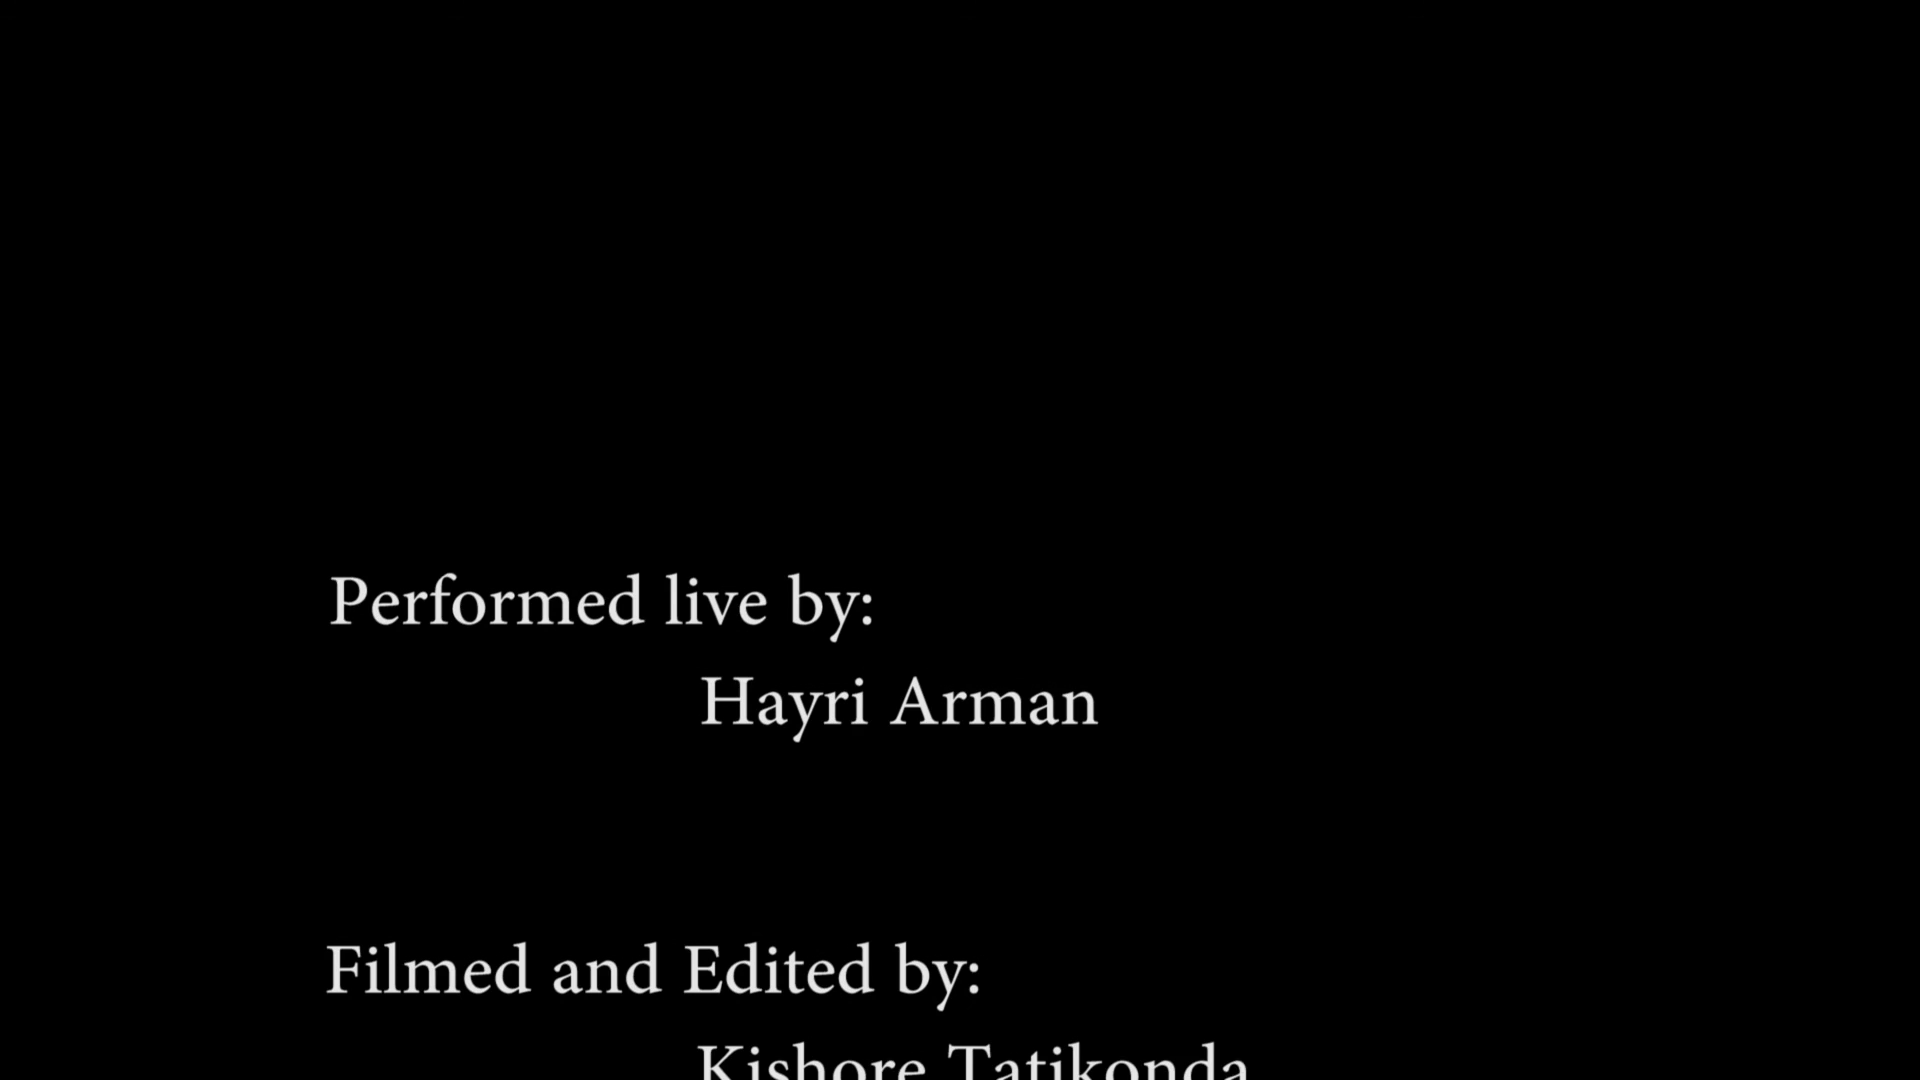 Performed live by:
Hayri Arman
Filmed and Edited by:
Kishore Tatikonda